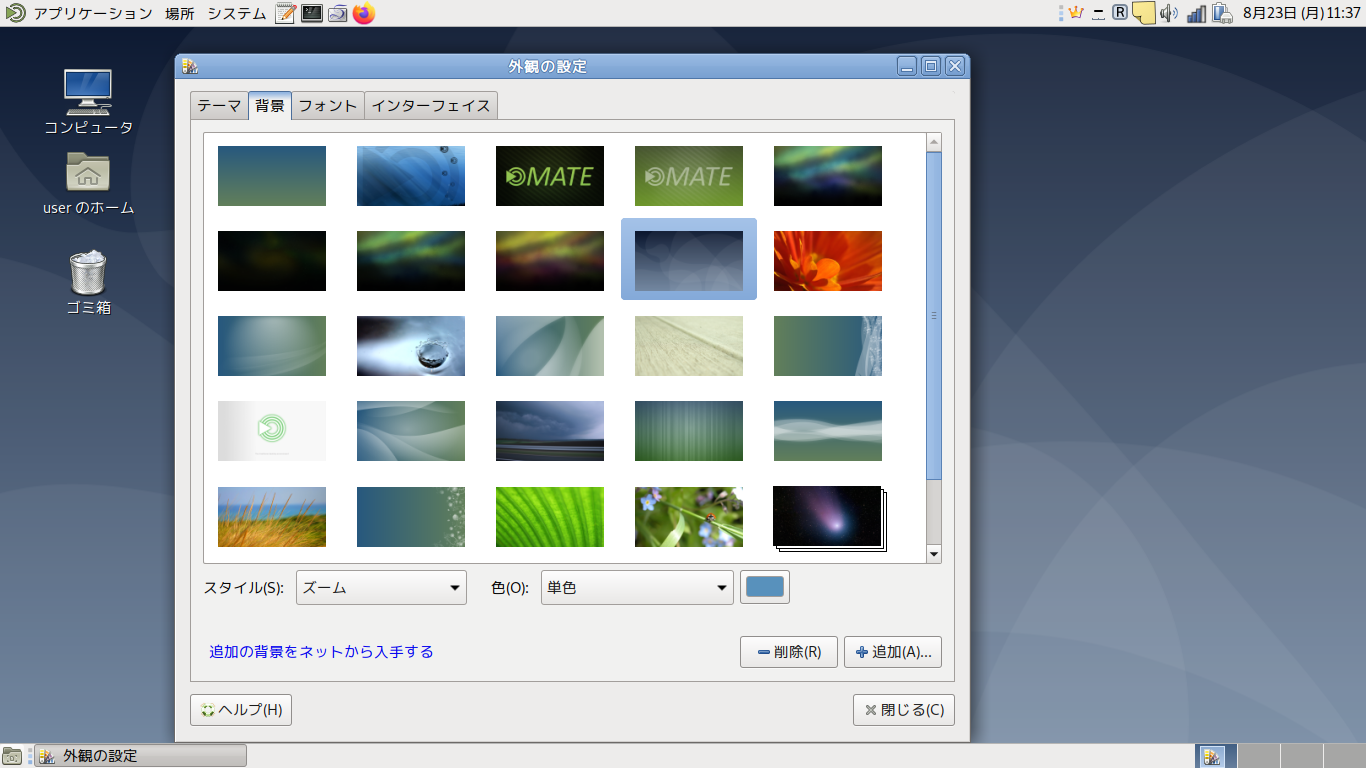 アプリケーション 場所 システム
R
8月23日 (月) 11:37
コンピュータ
user のホーム
ゴミ箱
外観の設定
テーマ 背景 フォント インターフェイス
MATE MATE
スタイル(S): ズーム 色(O): 単色
追加の背景をネットから入手する 削除(R) 追加(A)...
ヘルプ(H) 閉じる(C)
外観の設定